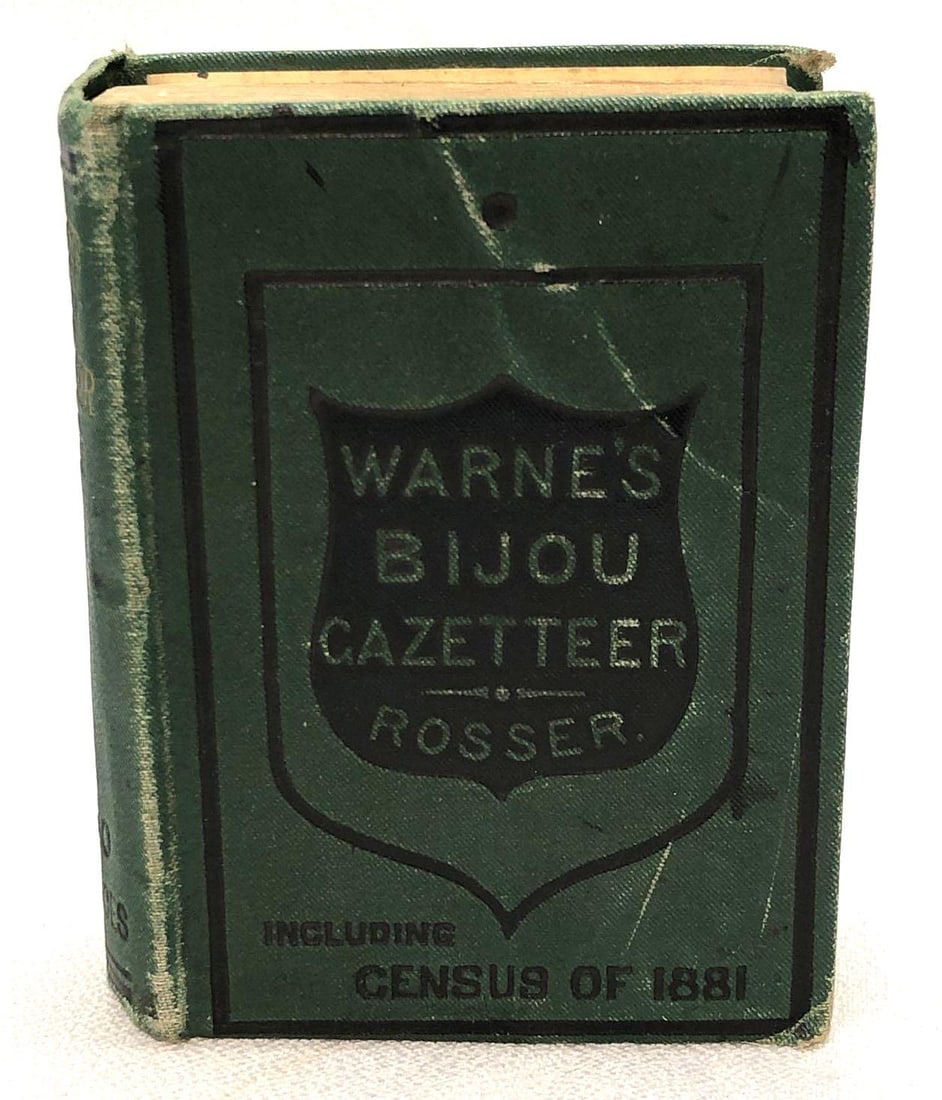 WARNE'S
BIJOU
GAZETTEER
ROSSER.
INCLUDING
CENSUS OF 1881